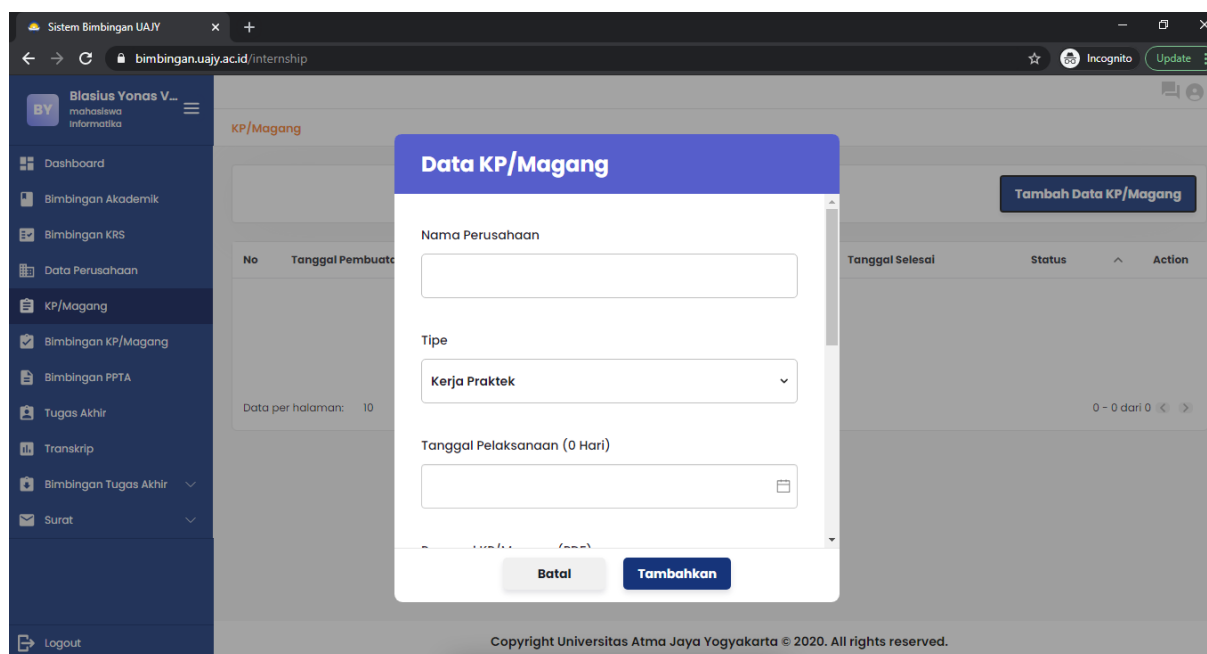 Sistem Bimbingan UAJY
bimbingan.uajy.ac.id/internship
Incognito
Update
BY
Blasius Yonas V...
mahasiswa
informatika
Dashboard
Bimbingan Akademik
Bimbingan KRS
Data Perusahaan
KP/Magang
Bimbingan KP/Magang
Bimbingan PPTA
Tugas Akhir
Transkrip
Bimbingan Tugas Akhir
Surat
Logout
KP/Magang
Tambah Data KP/Magang
No Tanggal Pembuata Tanggal Selesai Status Action
Data per halaman: 10
0 - 0 dari 0
Data KP/Magang
Nama Perusahaan
Tipe
Kerja Praktek
Tanggal Pelaksanaan (0 Hari)
Batal
Tambahkan
Copyright Universitas Atma Jaya Yogyakarta © 2020. All rights reserved.